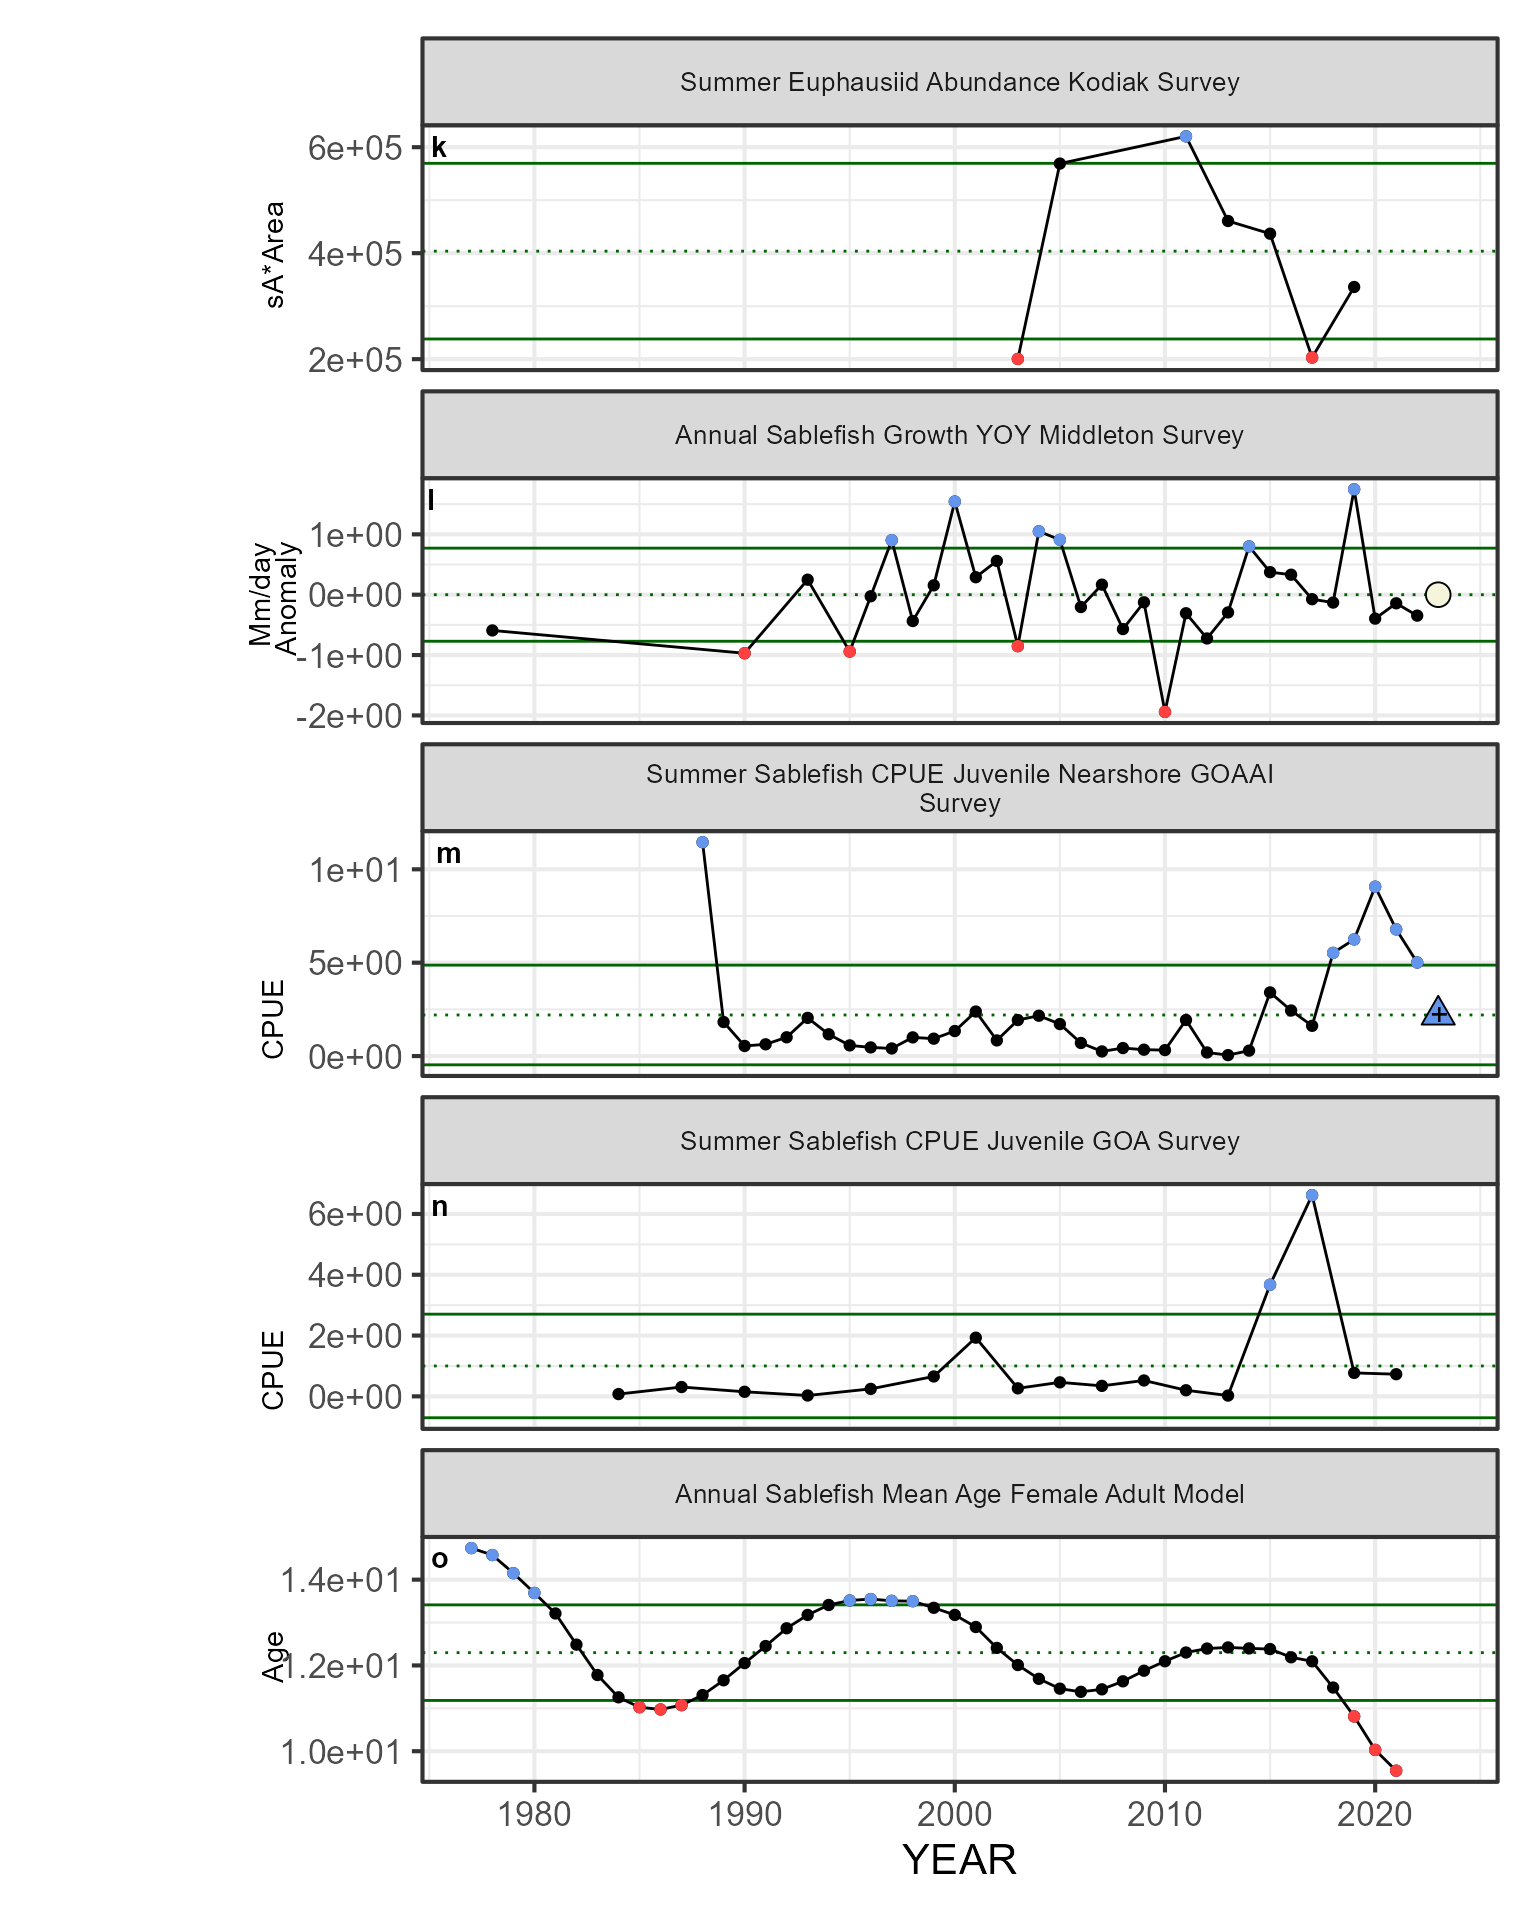 Summer Euphausiid Abundance Kodiak Survey
k
6e+05
4e+05
2e+05
sA*Area
Annual Sablefish Growth YOY Middleton Survey
l
1e+00
0e+00
-1e+00
-2e+00
Mm/day
Anomaly
Summer Sablefish CPUE Juvenile Nearshore GOAAI
Survey
m
1e+01
5e+00
0e+00
CPUE
+
Summer Sablefish CPUE Juvenile GOA Survey
n
6e+00
4e+00
2e+00
0e+00
CPUE
Annual Sablefish Mean Age Female Adult Model
o
1.4e+01
1.2e+01
1.0e+01
Age
1980 1990 2000 2010 2020
YEAR